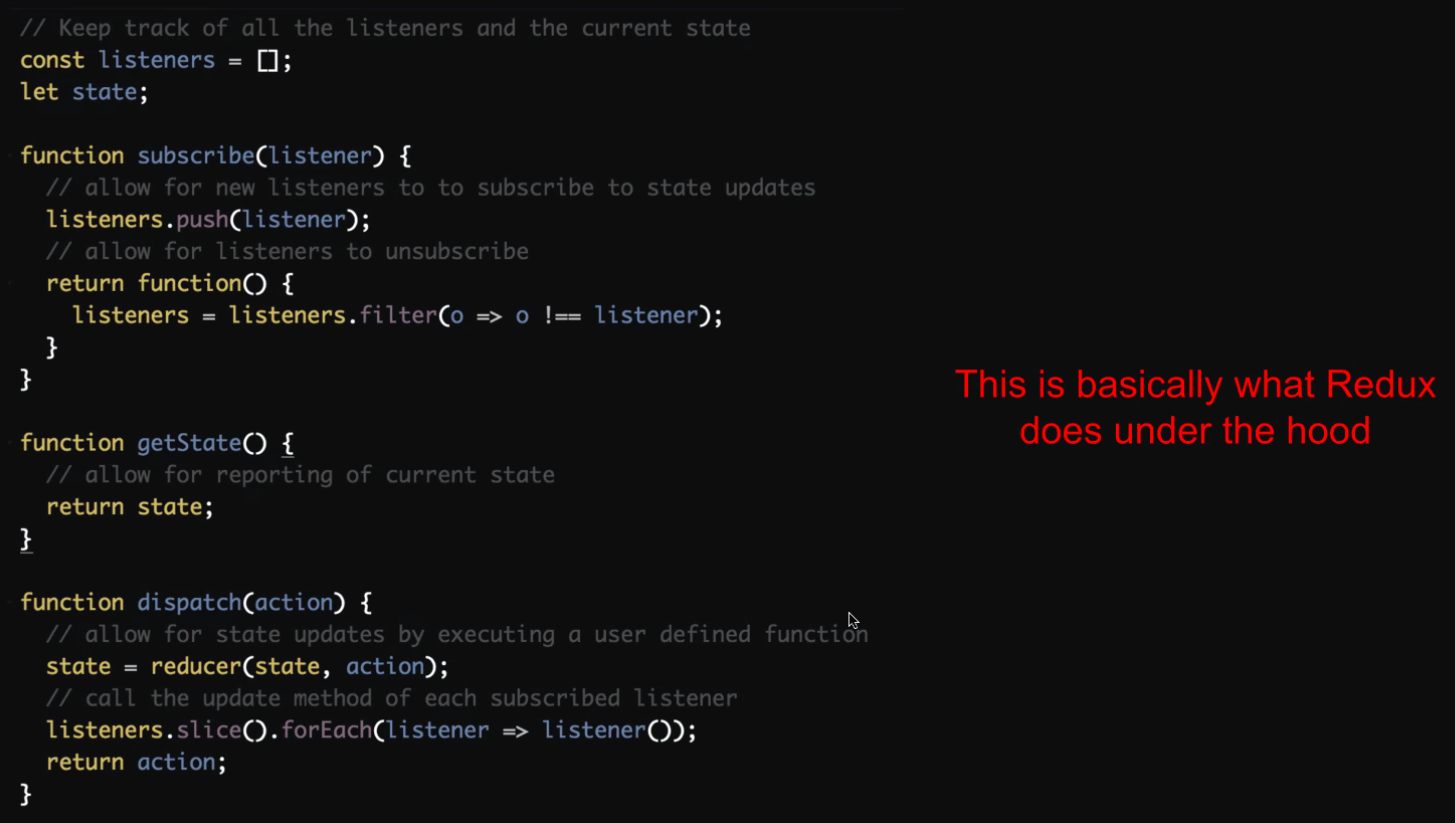 // Keep track of all the listeners and the current state
const listeners = [];
let state;
function subscribe(listener) {
// allow for new listeners to to subscribe to state updates
listeners.push(listener);
// allow for listeners to unsubscribe
return function() {
listeners = listeners.filter(o => o !== listener);
}
}
This is basically what Redux
does under the hood
function getState() {
// allow for reporting of current state
return state;
}
function dispatch(action) {
// allow for state updates by executing a user defined function
state = reducer(state, action);
// call the update method of each subscribed listener
listeners.slice().forEach(listener => listener());
return action;
}